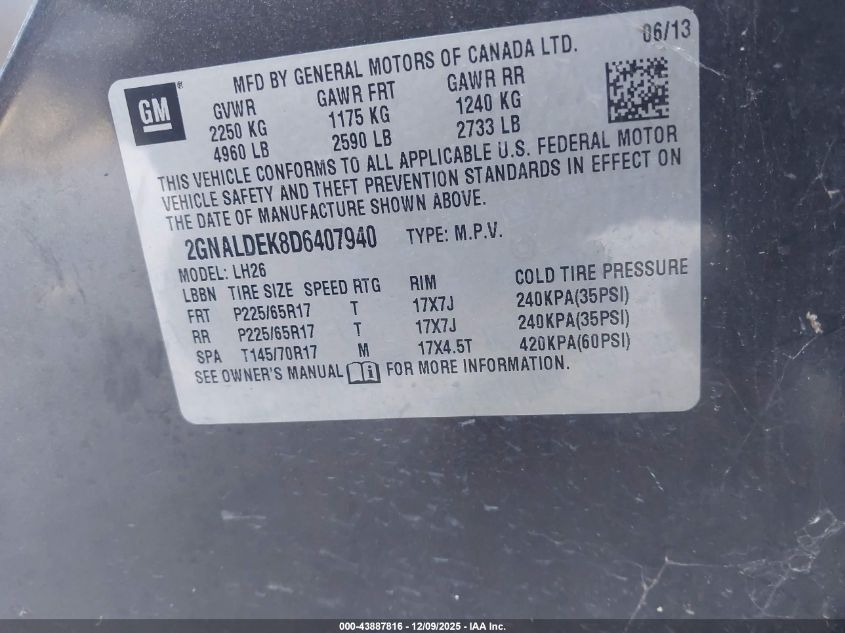 06/13
MFD BY GENERAL MOTORS OF CANADA LTD.
GM®
GVWR GAWR FRT GAWR RR
2250 KG 1175 KG 1240 KG
4960 LB 2590 LB 2733 LB
THIS VEHICLE CONFORMS TO ALL APPLICABLE U.S. FEDERAL MOTOR
VEHICLE SAFETY AND THEFT PREVENTION STANDARDS IN EFFECT ON
THE DATE OF MANUFACTURE SHOWN ABOVE.
2GNALDEK8D6407940 TYPE: M.P.V.
MODEL: LH26
LBBN TIRE SIZE SPEED RTG RIM COLD TIRE PRESSURE
FRT P225/65R17 T 17X7J 240KPA(35PSI)
RR P225/65R17 T 17X7J 240KPA(35PSI)
SPA T145/70R17 M 17X4.5T 420KPA(60PSI)
SEE OWNER'S MANUAL i FOR MORE INFORMATION.
000-43887816 - 12/09/2025 - IAA Inc.